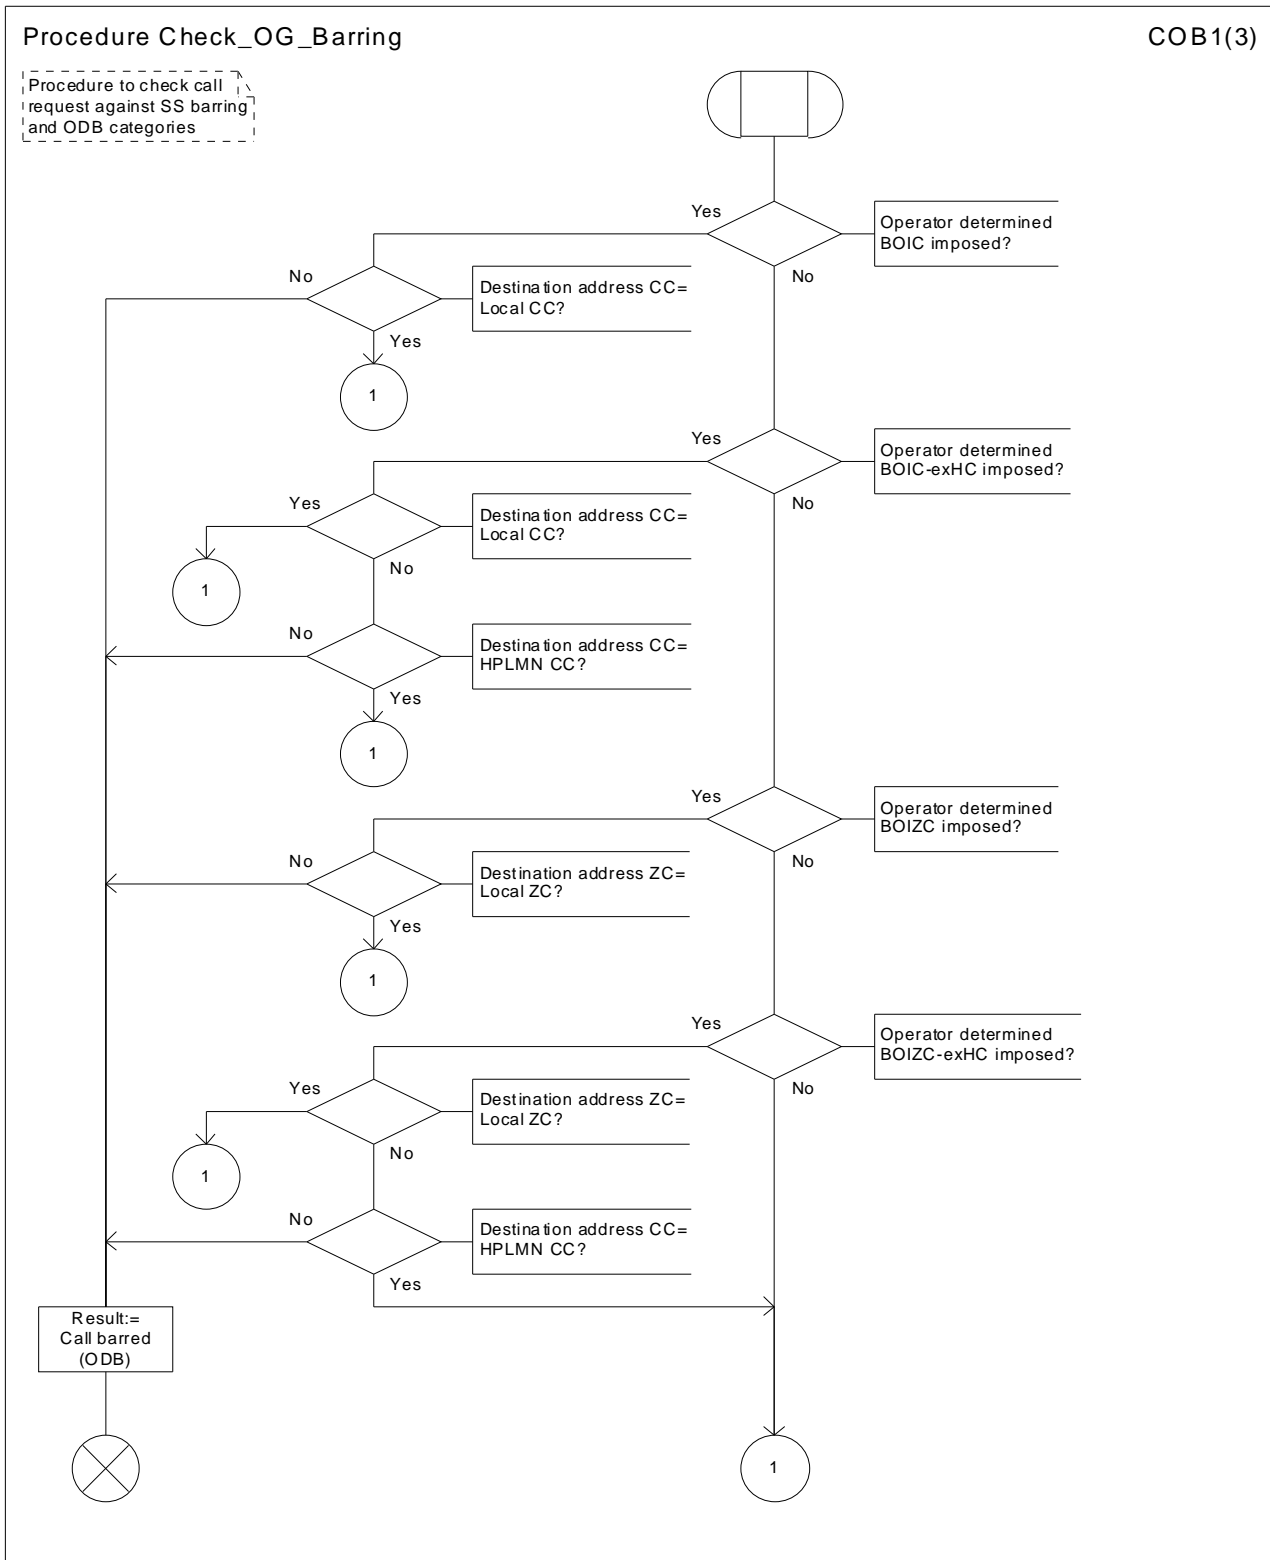 Procedure Check_OG_Barring
COB1(3)
Procedure to check call
request against SS barring
and ODB categories
Yes
Operator determined
BOIC imposed?
No
No
Destination address CC=
Local CC?
Yes
1
Yes
Operator determined
BOIC-exHC imposed?
No
Yes
Destination address CC=
Local CC?
No
1
No
Destination address CC=
HPLMN CC?
Yes
1
Yes
Operator determined
BOIZC imposed?
No
No
Destination address ZC=
Local ZC?
Yes
1
Yes
Operator determined
BOIZC-exHC imposed?
No
Yes
Destination address ZC=
Local ZC?
No
1
No
Destination address CC=
HPLMN CC?
Yes
Result:=
Call barred
(ODB)
1